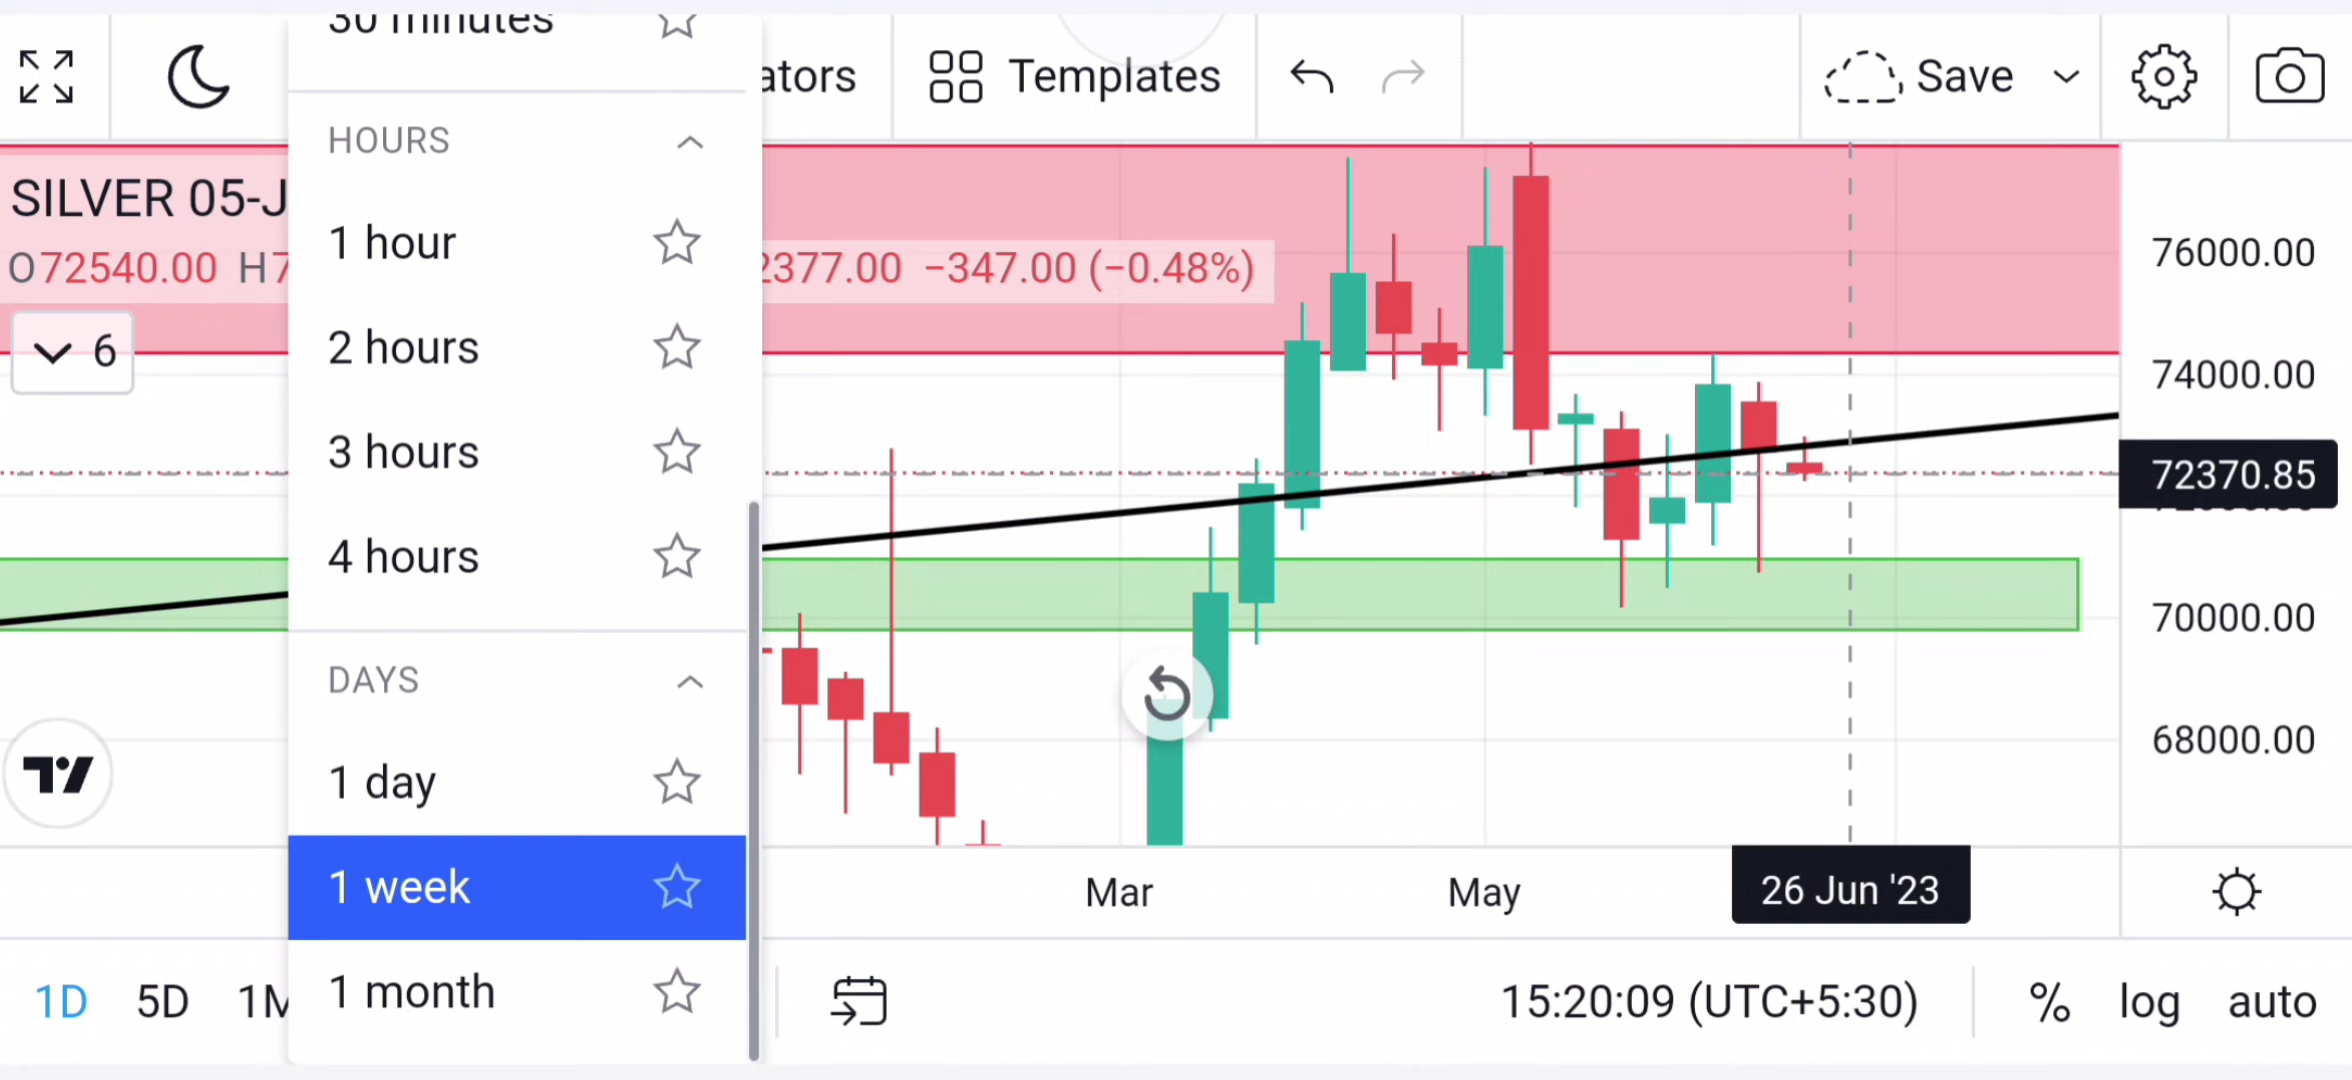 30 minutes
HOURS
1 hour
2 hours
3 hours
4 hours
DAYS
1 day
1 week
1 month
Templates
Save
SILVER 05-J
O72540.00 H7
2377.00 −347.00 (−0.48%)
6
76000.00
74000.00
72370.85
70000.00
68000.00
Mar May 26 Jun '23
1D 5D 1M
15:20:09 (UTC+5:30) % log auto